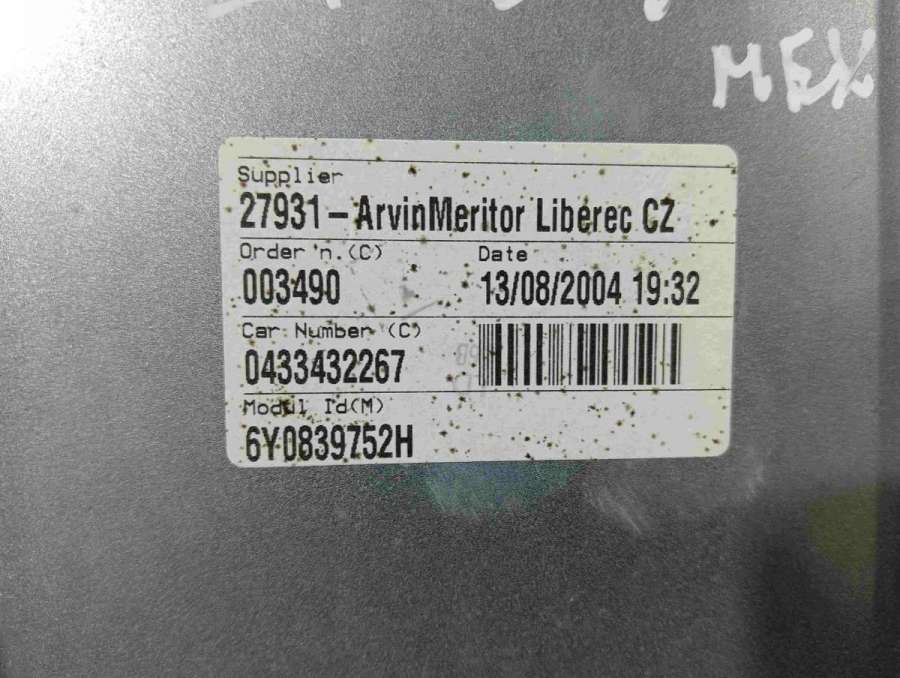 МЕХ
Supplier
27931 - ArvinMeritor Liberec CZ
Order n.(C)
Date
003490
13/08/2004 19:32
Car Number (C)
0433432267
Modul Id(M)
6Y0839752H